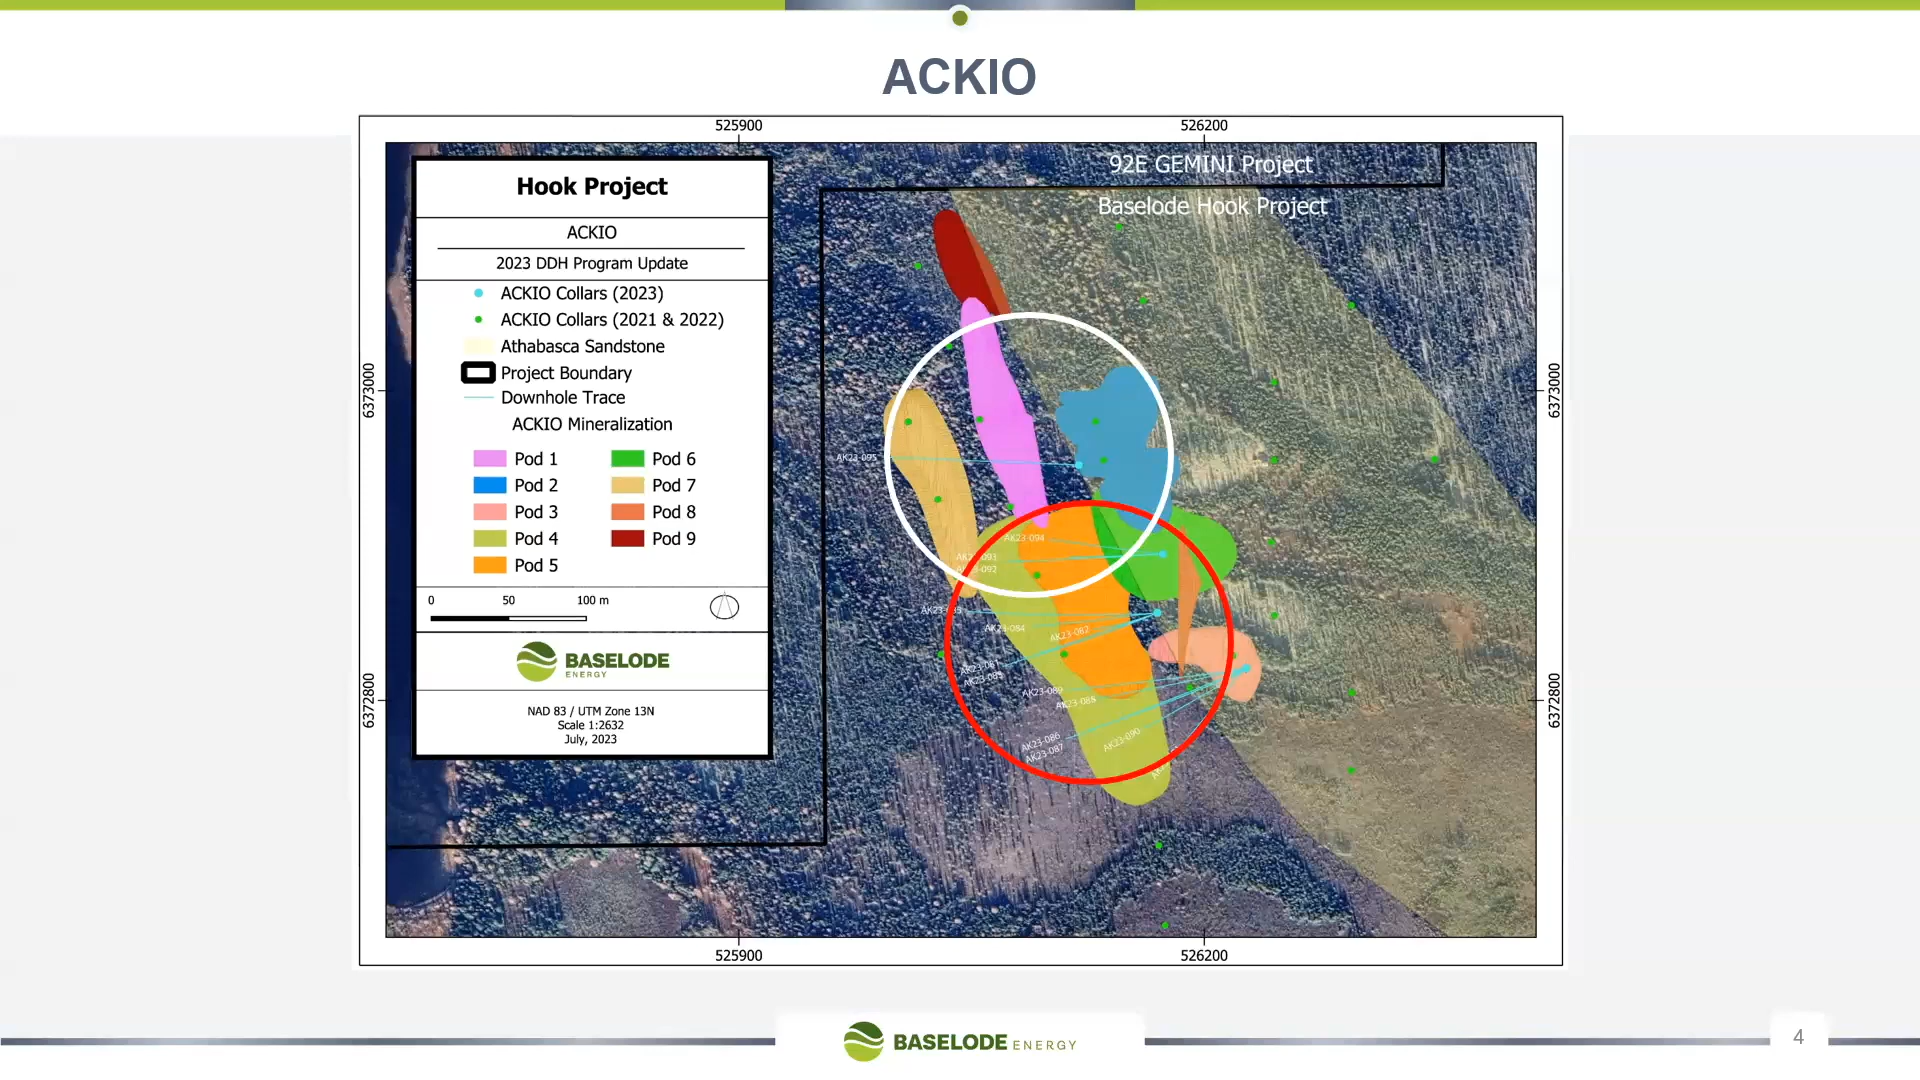 ACKIO
525900
526200
92E GEMINI Project
Baselode Hook Project
Hook Project
ACKIO
2023 DDH Program Update
ACKIO Collars (2023)
ACKIO Collars (2021 & 2022)
Athabasca Sandstone
Project Boundary
Downhole Trace
ACKIO Mineralization
Pod 1
Pod 6
Pod 2
Pod 7
Pod 3
Pod 8
Pod 4
Pod 9
Pod 5
0 50 100 m
BASELODE
ENERGY
NAD 83 / UTM Zone 13N
Scale 1:2632
July, 2023
6373000
6373000
6372800
6372800
AK23-095
AK23-094
AK23-084
AK23-082
AK23-089
AK23-086
AK23-087
AK23-090
525900
526200
BASELODE ENERGY
4